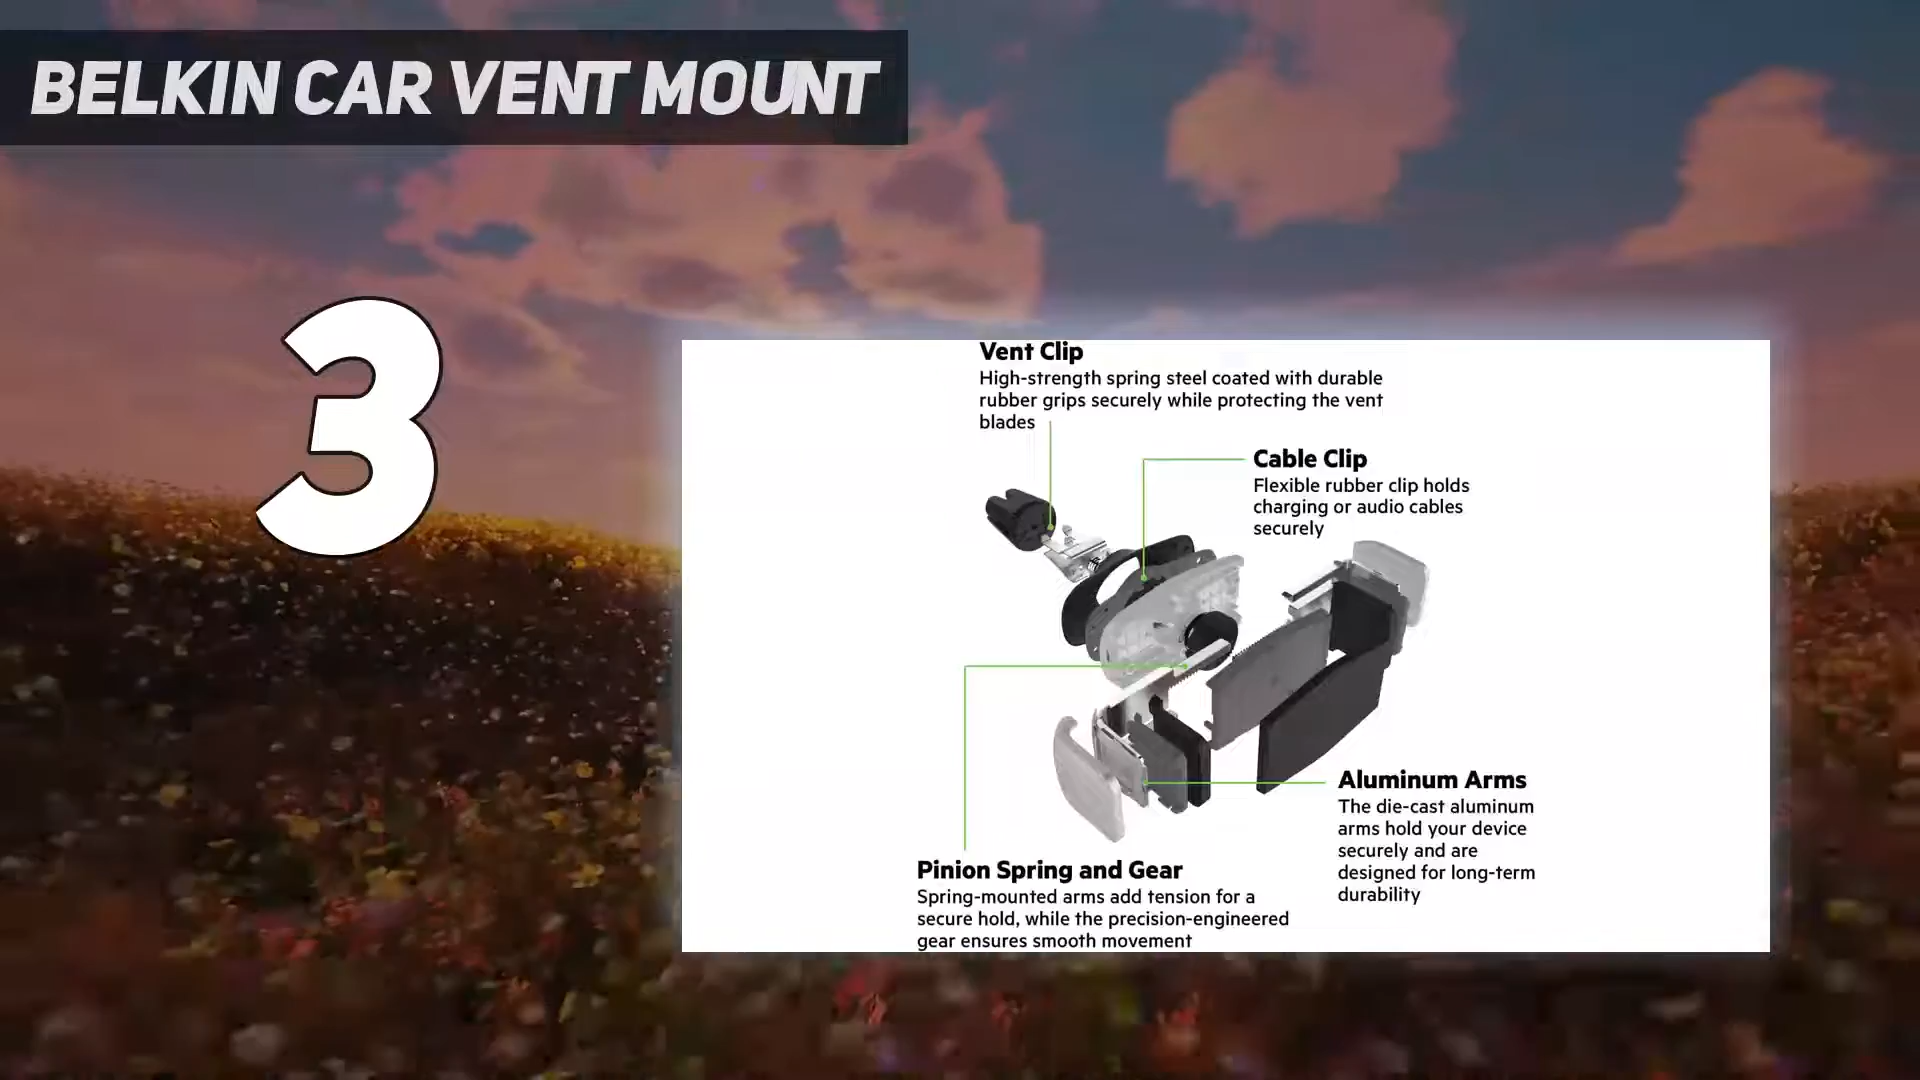 BELKIN CAR VENT MOUNT
3
Vent Clip
High-strength spring steel coated with durable
rubber grips securely while protecting the vent
blades
Cable Clip
Flexible rubber clip holds
charging or audio cables
securely
Aluminum Arms
The die-cast aluminum
arms hold your device
securely and are
designed for long-term
durability
Pinion Spring and Gear
Spring-mounted arms add tension for a
secure hold, while the precision-engineered
gear ensures smooth movement